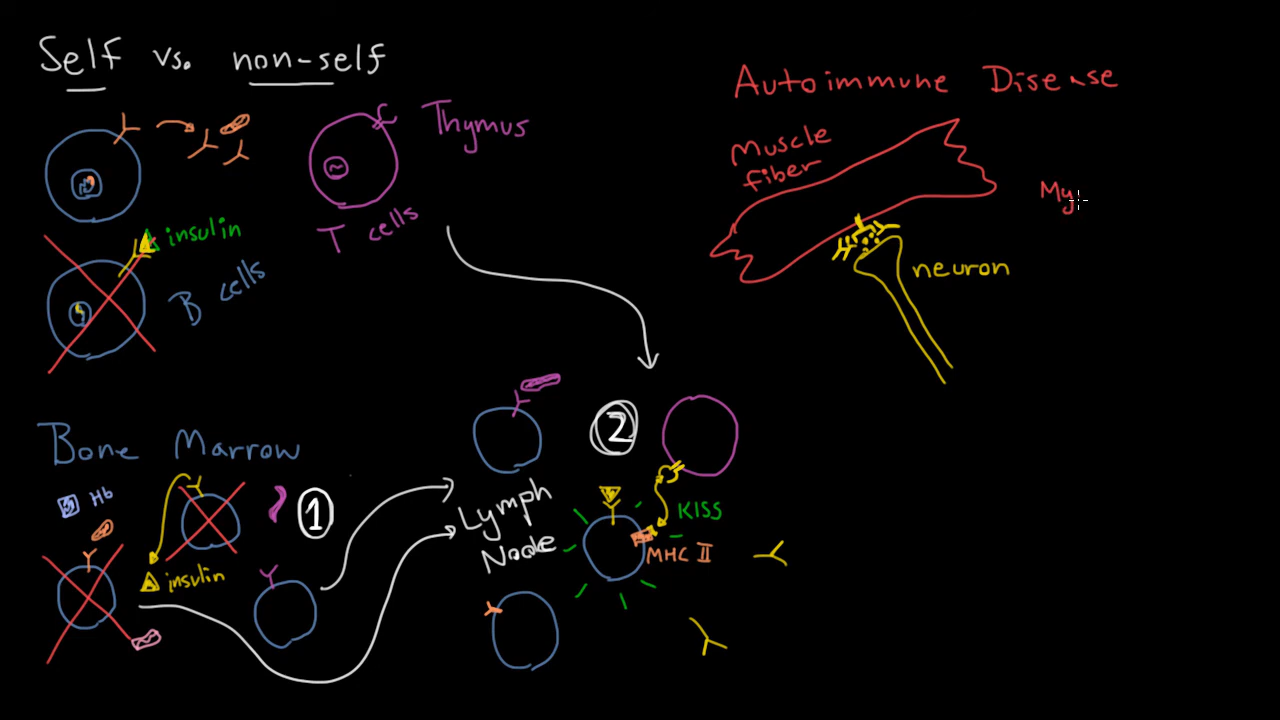 Self vs. non-self
Thymus
T cells
insulin
B cells
Autoimmune Disease
Muscle
fiber
My
neuron
Bone Marrow
Hb
1
insulin
2
Lymph
Node
KISS
MHC II